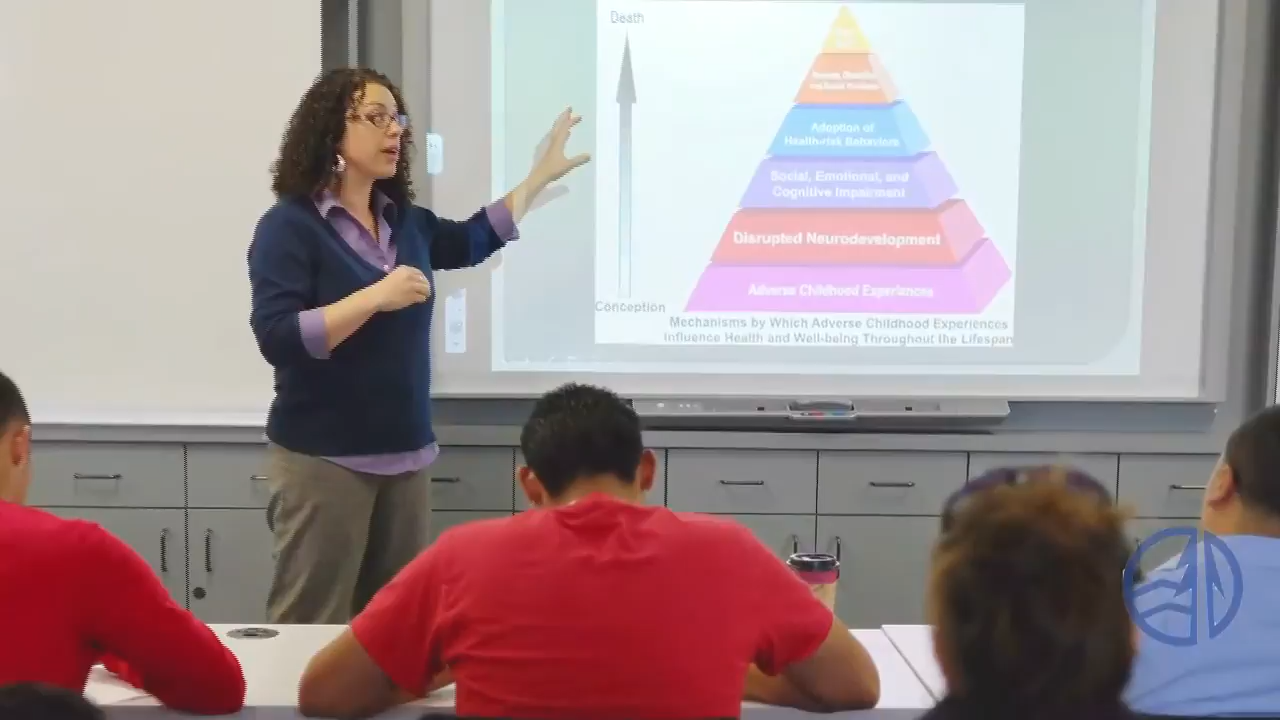 Death
Adoption of
Health-risk Behaviors
Social, Emotional, and
Cognitive Impairment
Disrupted Neurodevelopment
Adverse Childhood Experiences
Conception
Mechanisms by Which Adverse Childhood Experiences
Influence Health and Well-being Throughout the Lifespan